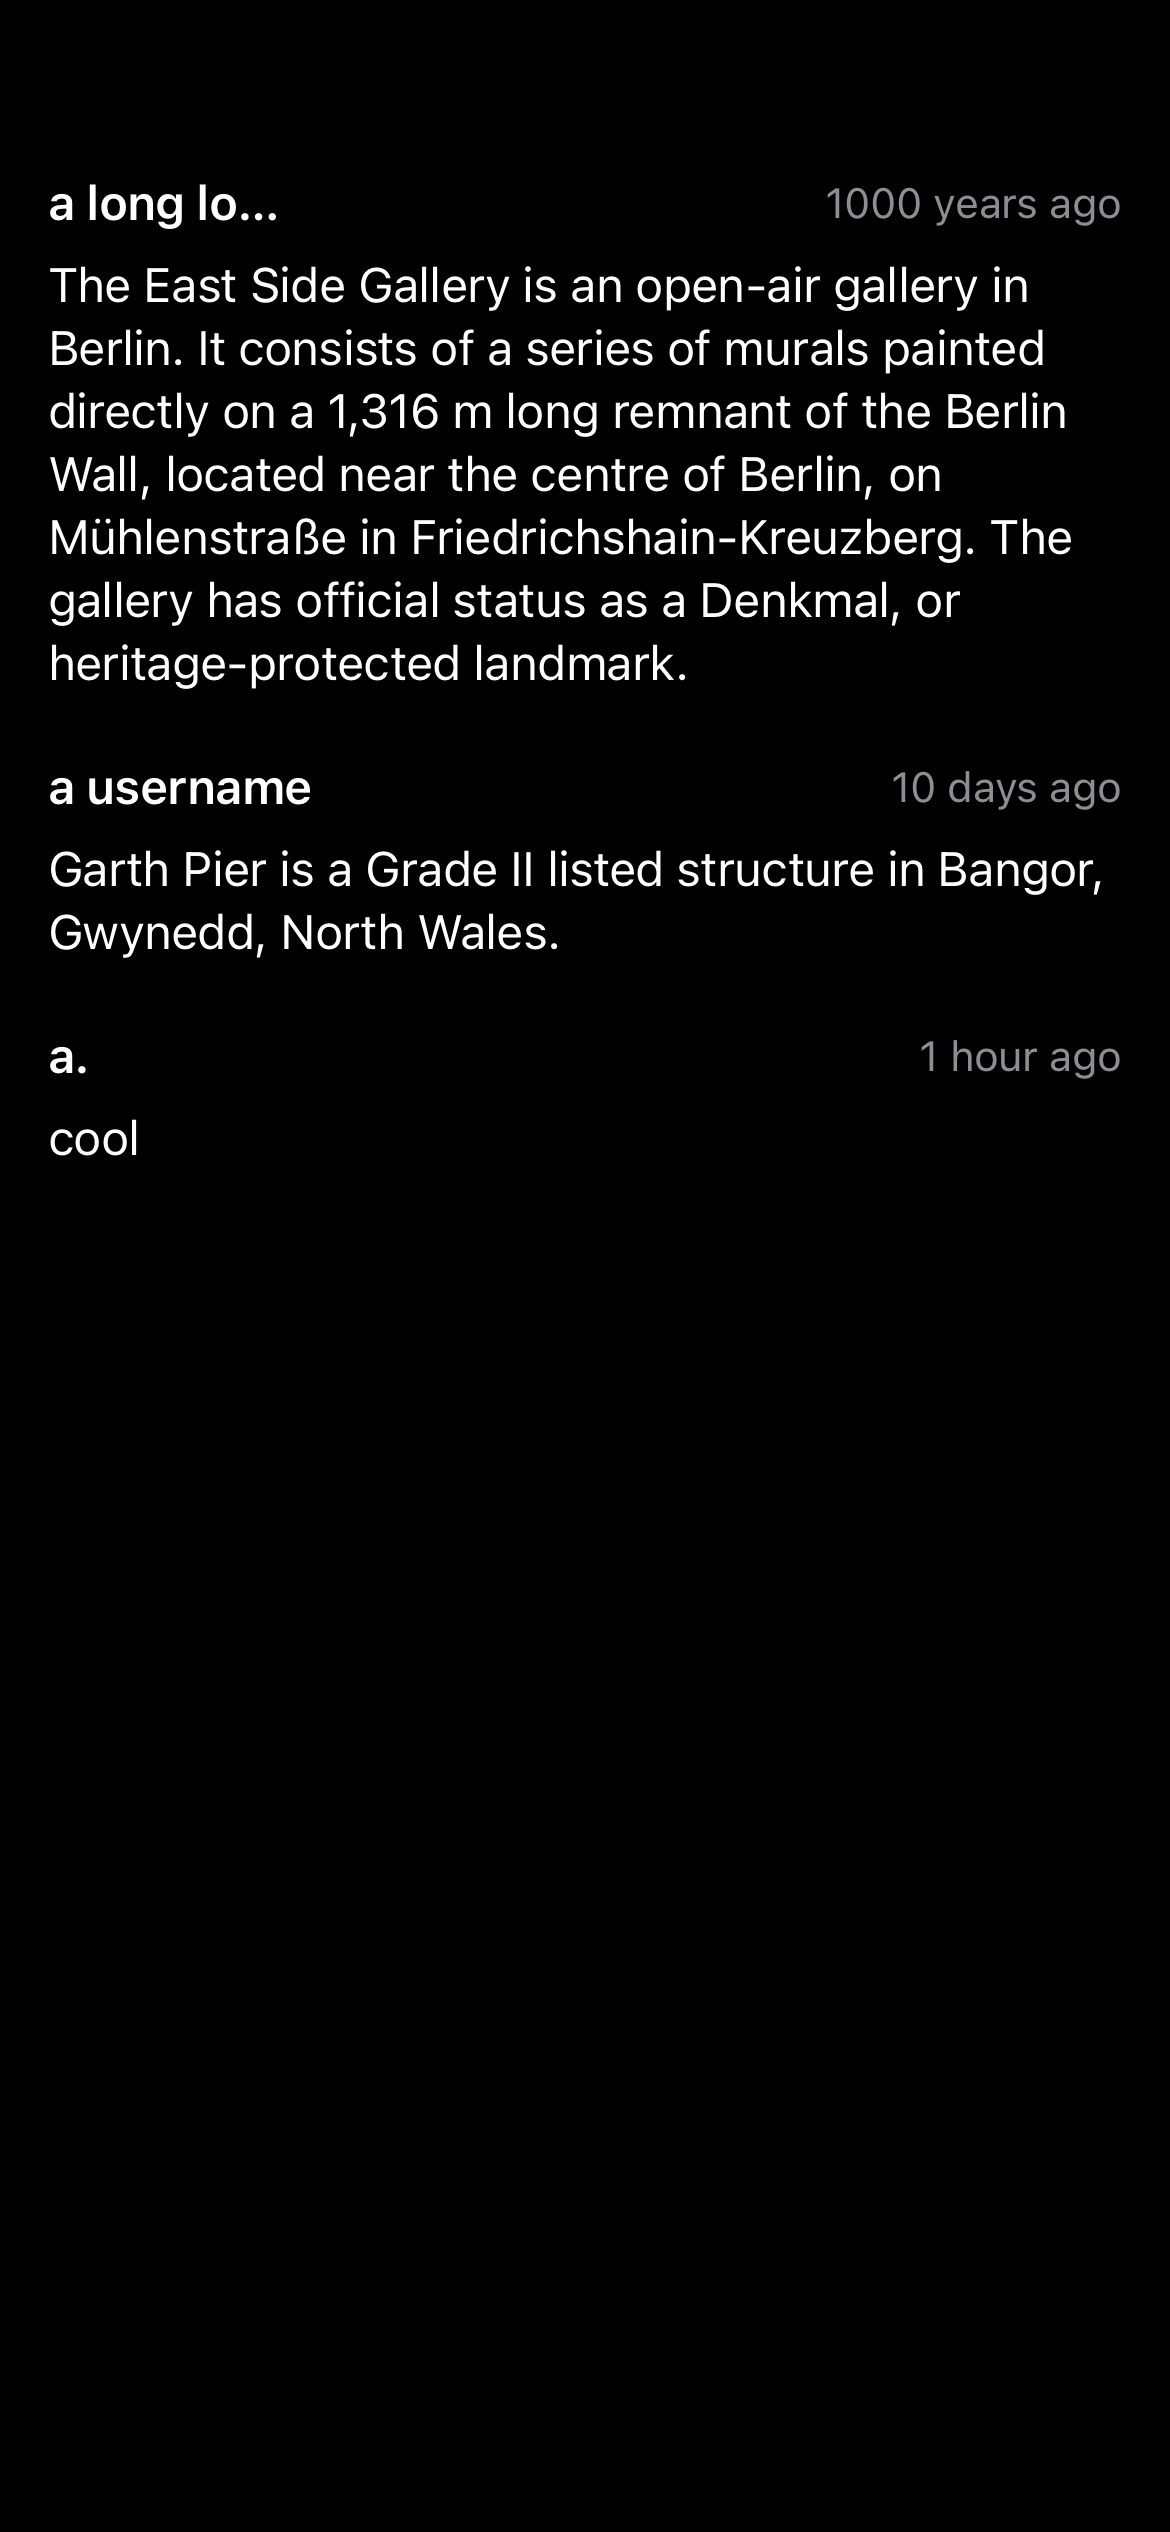 a long lo...
1000 years ago
The East Side Gallery is an open-air gallery in
Berlin. It consists of a series of murals painted
directly on a 1,316 m long remnant of the Berlin
Wall, located near the centre of Berlin, on
Mühlenstraße in Friedrichshain-Kreuzberg. The
gallery has official status as a Denkmal, or
heritage-protected landmark.
a username
10 days ago
Garth Pier is a Grade II listed structure in Bangor,
Gwynedd, North Wales.
a.
1 hour ago
cool